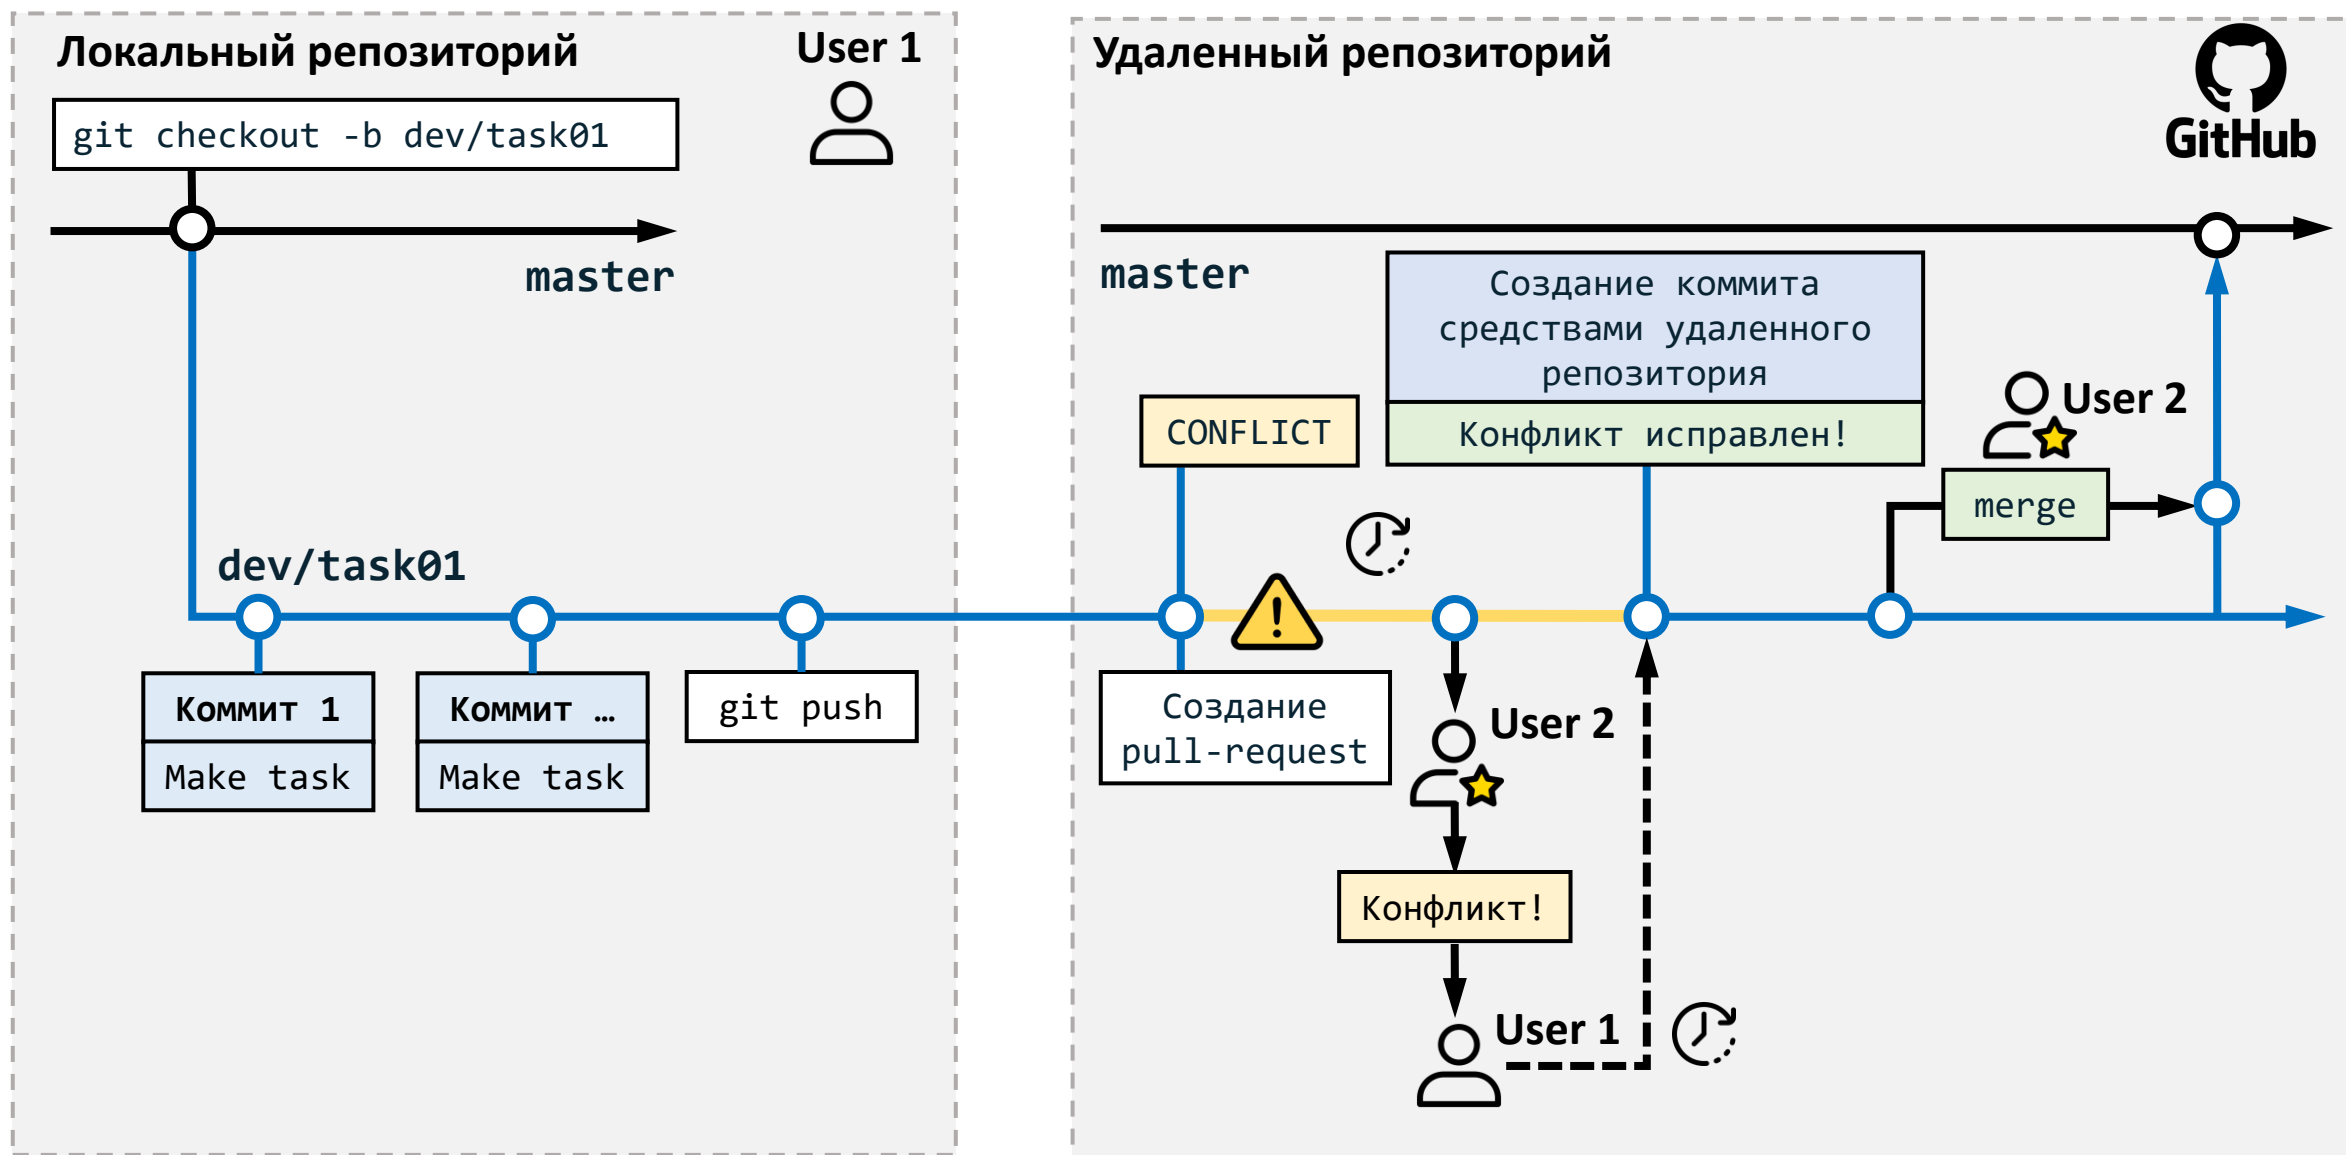 Локальный репозиторий
User 1
git checkout -b dev/task01
master
dev/task01
Коммит 1
Make task
Коммит …
Make task
git push
Удаленный репозиторий
GitHub
master
Создание коммита
средствами удаленного
репозитория
Конфликт исправлен!
CONFLICT
User 2
merge
Создание
pull-request
User 2
Конфликт!
User 1